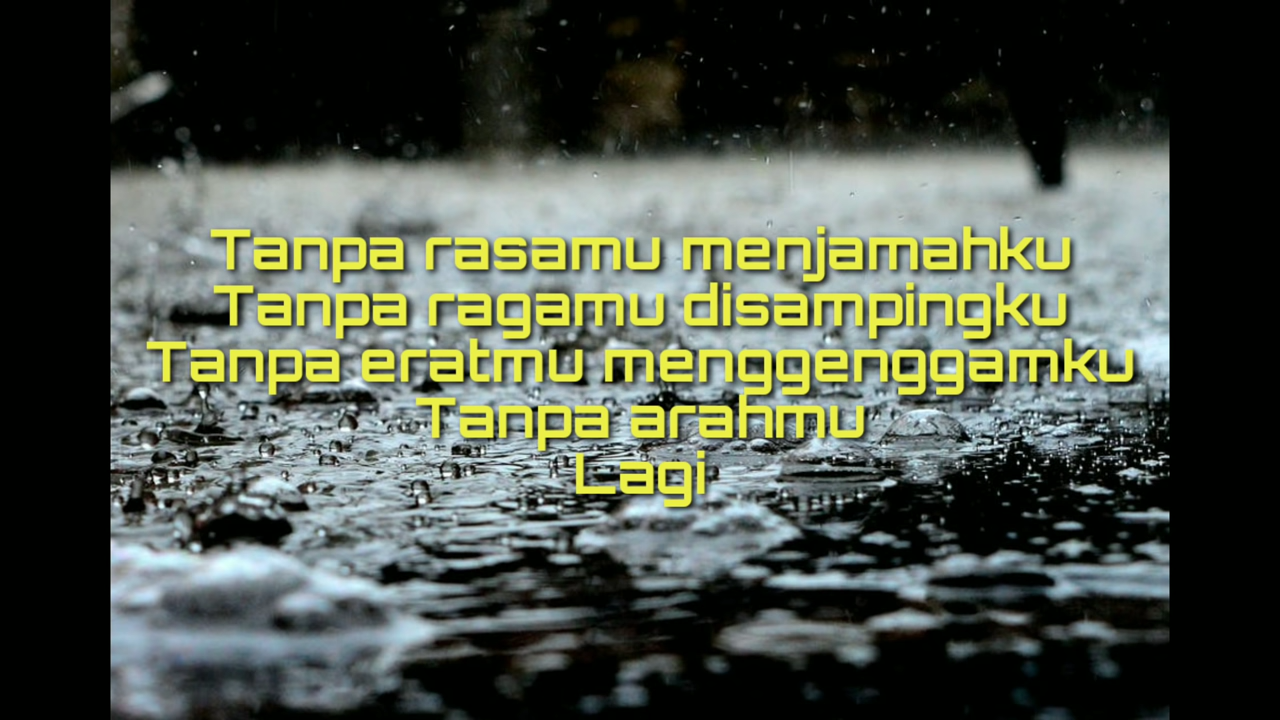 Tanpa rasamu menjamahku
Tanpa ragamu disampingku
Tanpa eratmu menggenggamku
Tanpa arahmu
Lagi